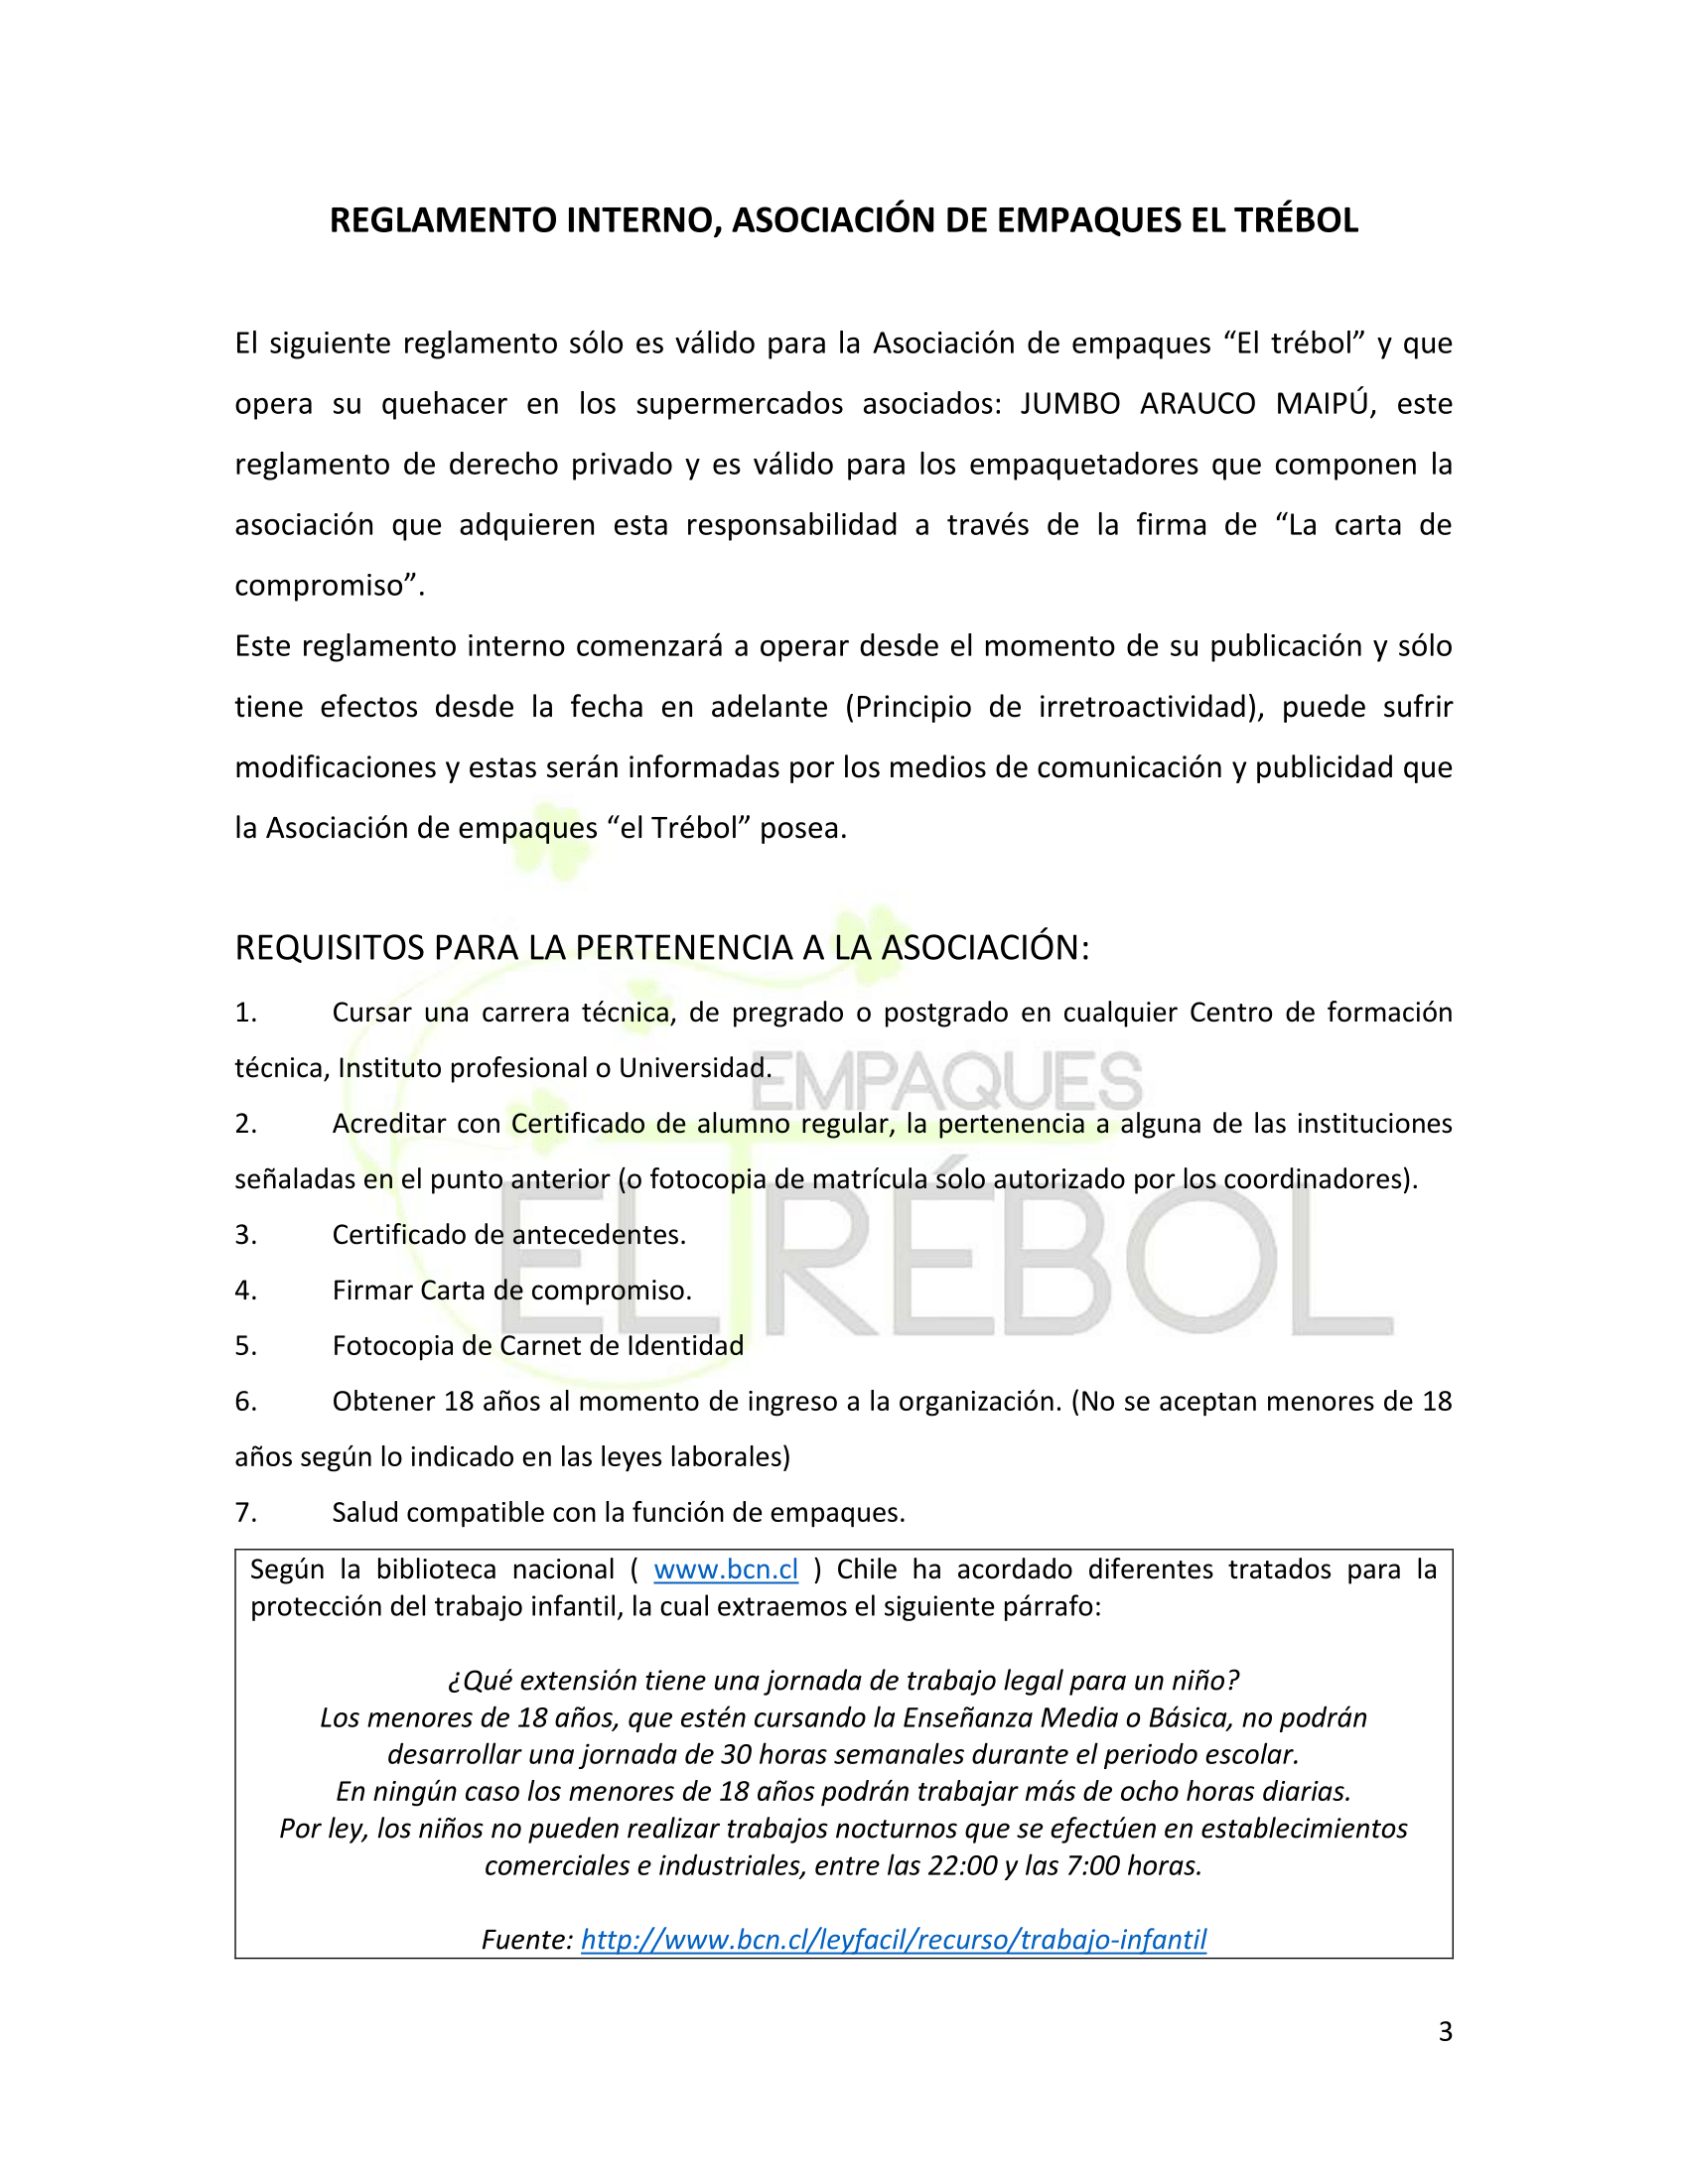 REGLAMENTO INTERNO, ASOCIACIÓN DE EMPAQUES EL TRÉBOL
El siguiente reglamento sólo es válido para la Asociación de empaques “El trébol” y que
opera su quehacer en los supermercados asociados: JUMBO ARAUCO MAIPÚ, este
reglamento de derecho privado y es válido para los empaquetadores que componen la
asociación que adquieren esta responsabilidad a través de la firma de “La carta de
compromiso”.
Este reglamento interno comenzará a operar desde el momento de su publicación y sólo
tiene efectos desde la fecha en adelante (Principio de irretroactividad), puede sufrir
modificaciones y estas serán informadas por los medios de comunicación y publicidad que
la Asociación de empaques “el Trébol” posea.
REQUISITOS PARA LA PERTENENCIA A LA ASOCIACIÓN:
1. Cursar una carrera técnica, de pregrado o postgrado en cualquier Centro de formación
técnica, Instituto profesional o Universidad.
EMPAQUES
2. Acreditar con Certificado de alumno regular, la pertenencia a alguna de las instituciones
señaladas en el punto anterior (o fotocopia de matrícula solo autorizado por los coordinadores).
3. Certificado de antecedentes.
EL TRÉBOL
4. Firmar Carta de compromiso.
5. Fotocopia de Carnet de Identidad
6. Obtener 18 años al momento de ingreso a la organización. (No se aceptan menores de 18
años según lo indicado en las leyes laborales)
7. Salud compatible con la función de empaques.
Según la biblioteca nacional ( www.bcn.cl ) Chile ha acordado diferentes tratados para la
protección del trabajo infantil, la cual extraemos el siguiente párrafo:
¿Qué extensión tiene una jornada de trabajo legal para un niño?
Los menores de 18 años, que estén cursando la Enseñanza Media o Básica, no podrán
desarrollar una jornada de 30 horas semanales durante el periodo escolar.
En ningún caso los menores de 18 años podrán trabajar más de ocho horas diarias.
Por ley, los niños no pueden realizar trabajos nocturnos que se efectúen en establecimientos
comerciales e industriales, entre las 22:00 y las 7:00 horas.
Fuente: http://www.bcn.cl/leyfacil/recurso/trabajo-infantil
3